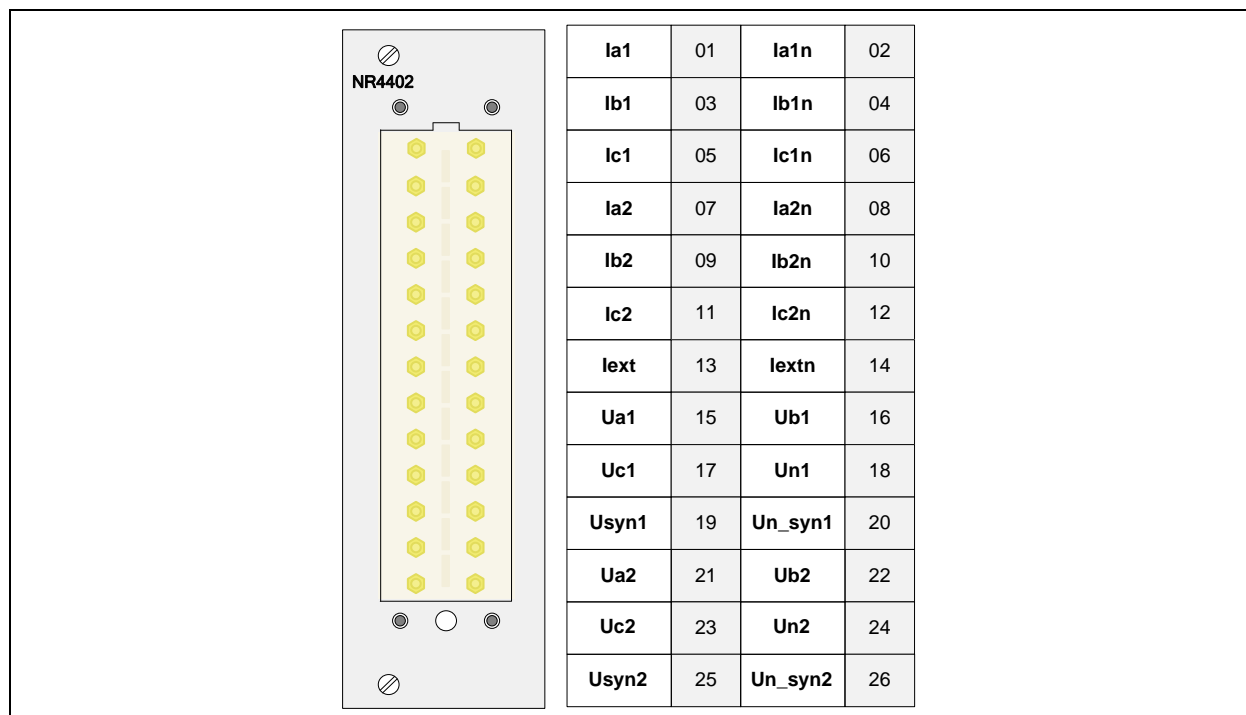 NR4402
Ia1 01 Ia1n 02
Ib1 03 Ib1n 04
Ic1 05 Ic1n 06
Ia2 07 Ia2n 08
Ib2 09 Ib2n 10
Ic2 11 Ic2n 12
Iext 13 Iextn 14
Ua1 15 Ub1 16
Uc1 17 Un1 18
Usyn1 19 Un_syn1 20
Ua2 21 Ub2 22
Uc2 23 Un2 24
Usyn2 25 Un_syn2 26